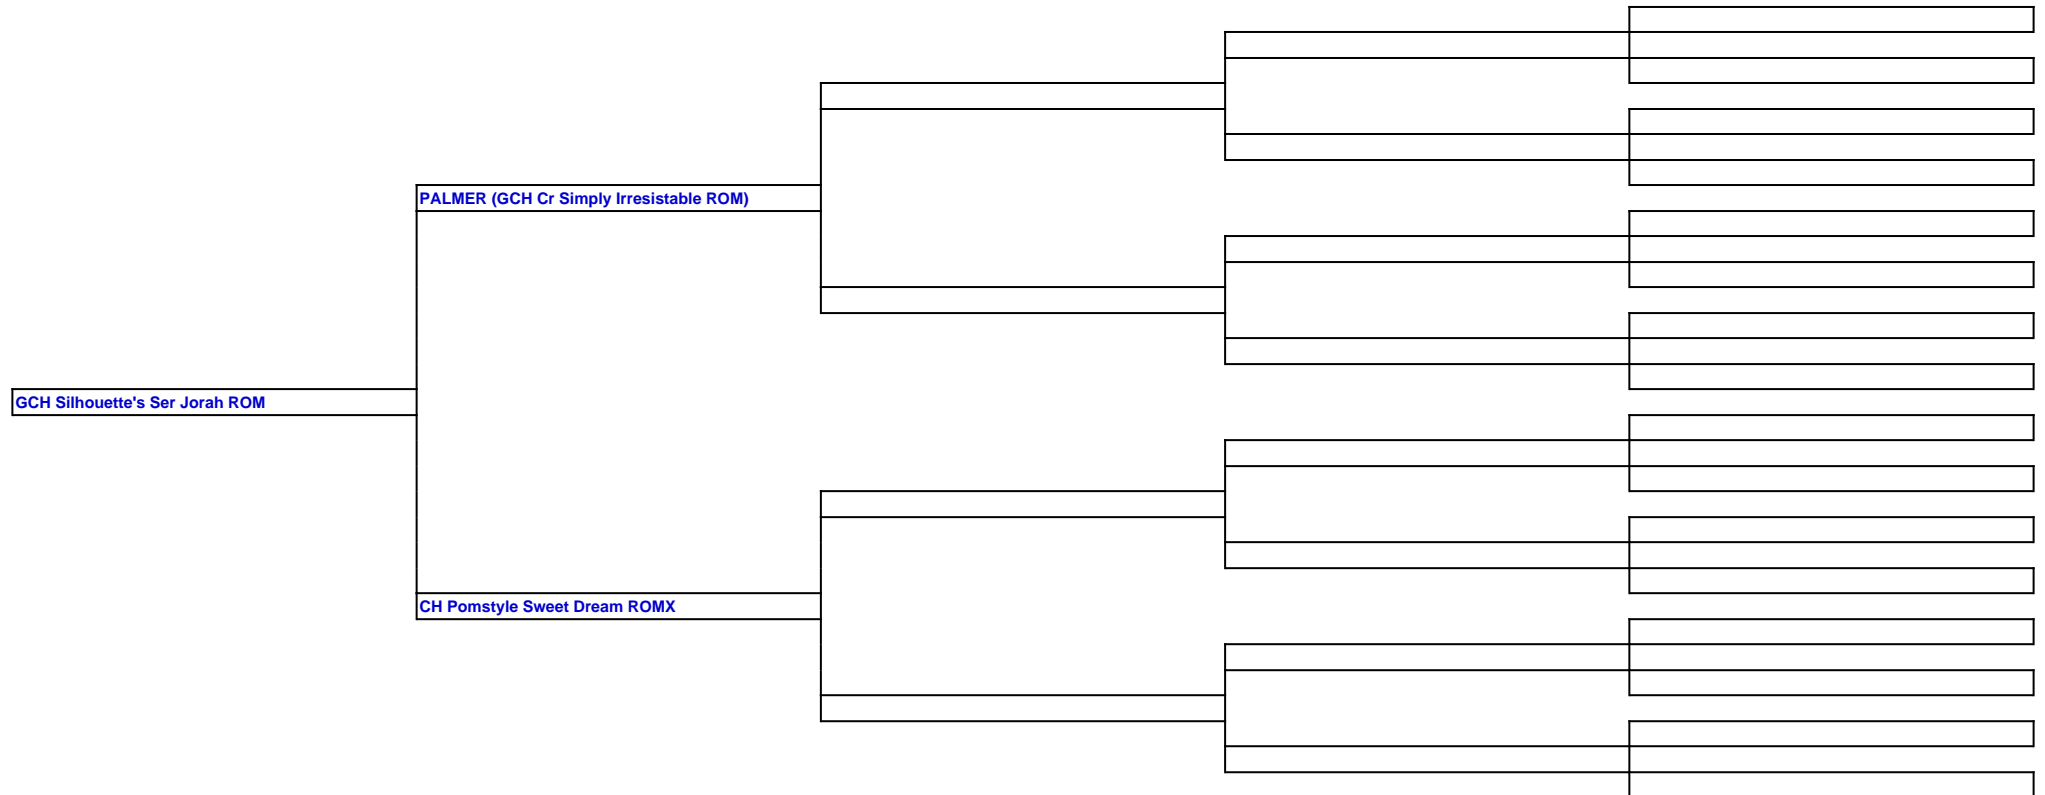 PALMER (GCH Cr Simply Irresistable ROM)
GCH Silhouette's Ser Jorah ROM
CH Pomstyle Sweet Dream ROMX